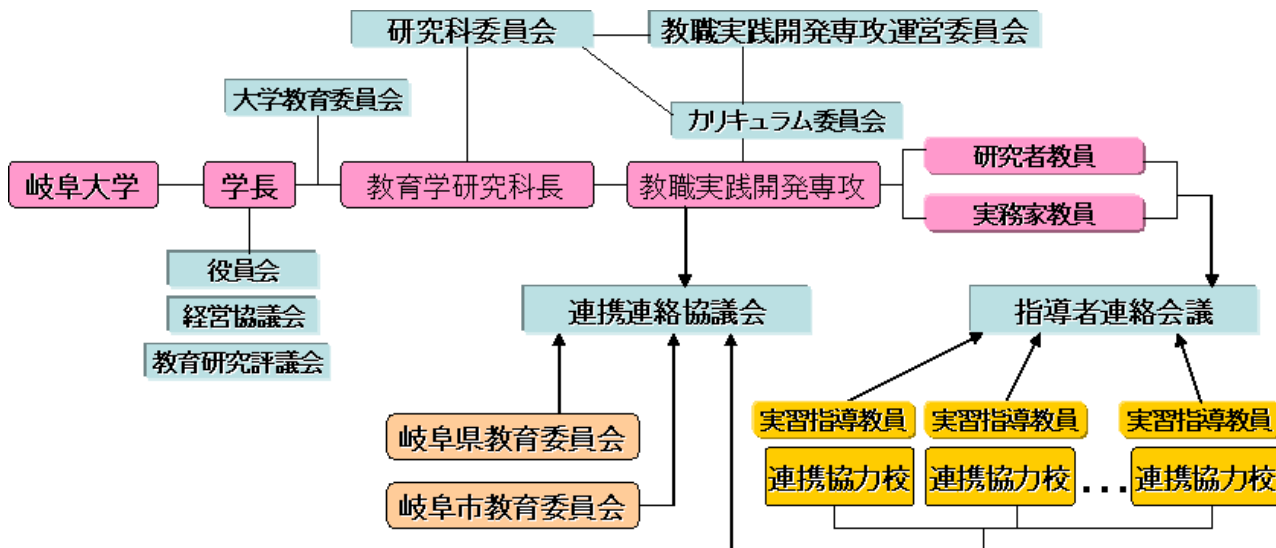 研究科委員会
教職実践開発専攻運営委員会
大学教育委員会
カリキュラム委員会
岐阜大学
学長
教育学研究科長
教職実践開発専攻
研究者教員
実務家教員
役員会
経営協議会
教育研究評議会
連携連絡協議会
指導者連絡会議
岐阜県教育委員会
岐阜市教育委員会
実習指導教員
実習指導教員
実習指導教員
連携協力校
連携協力校
...
連携協力校